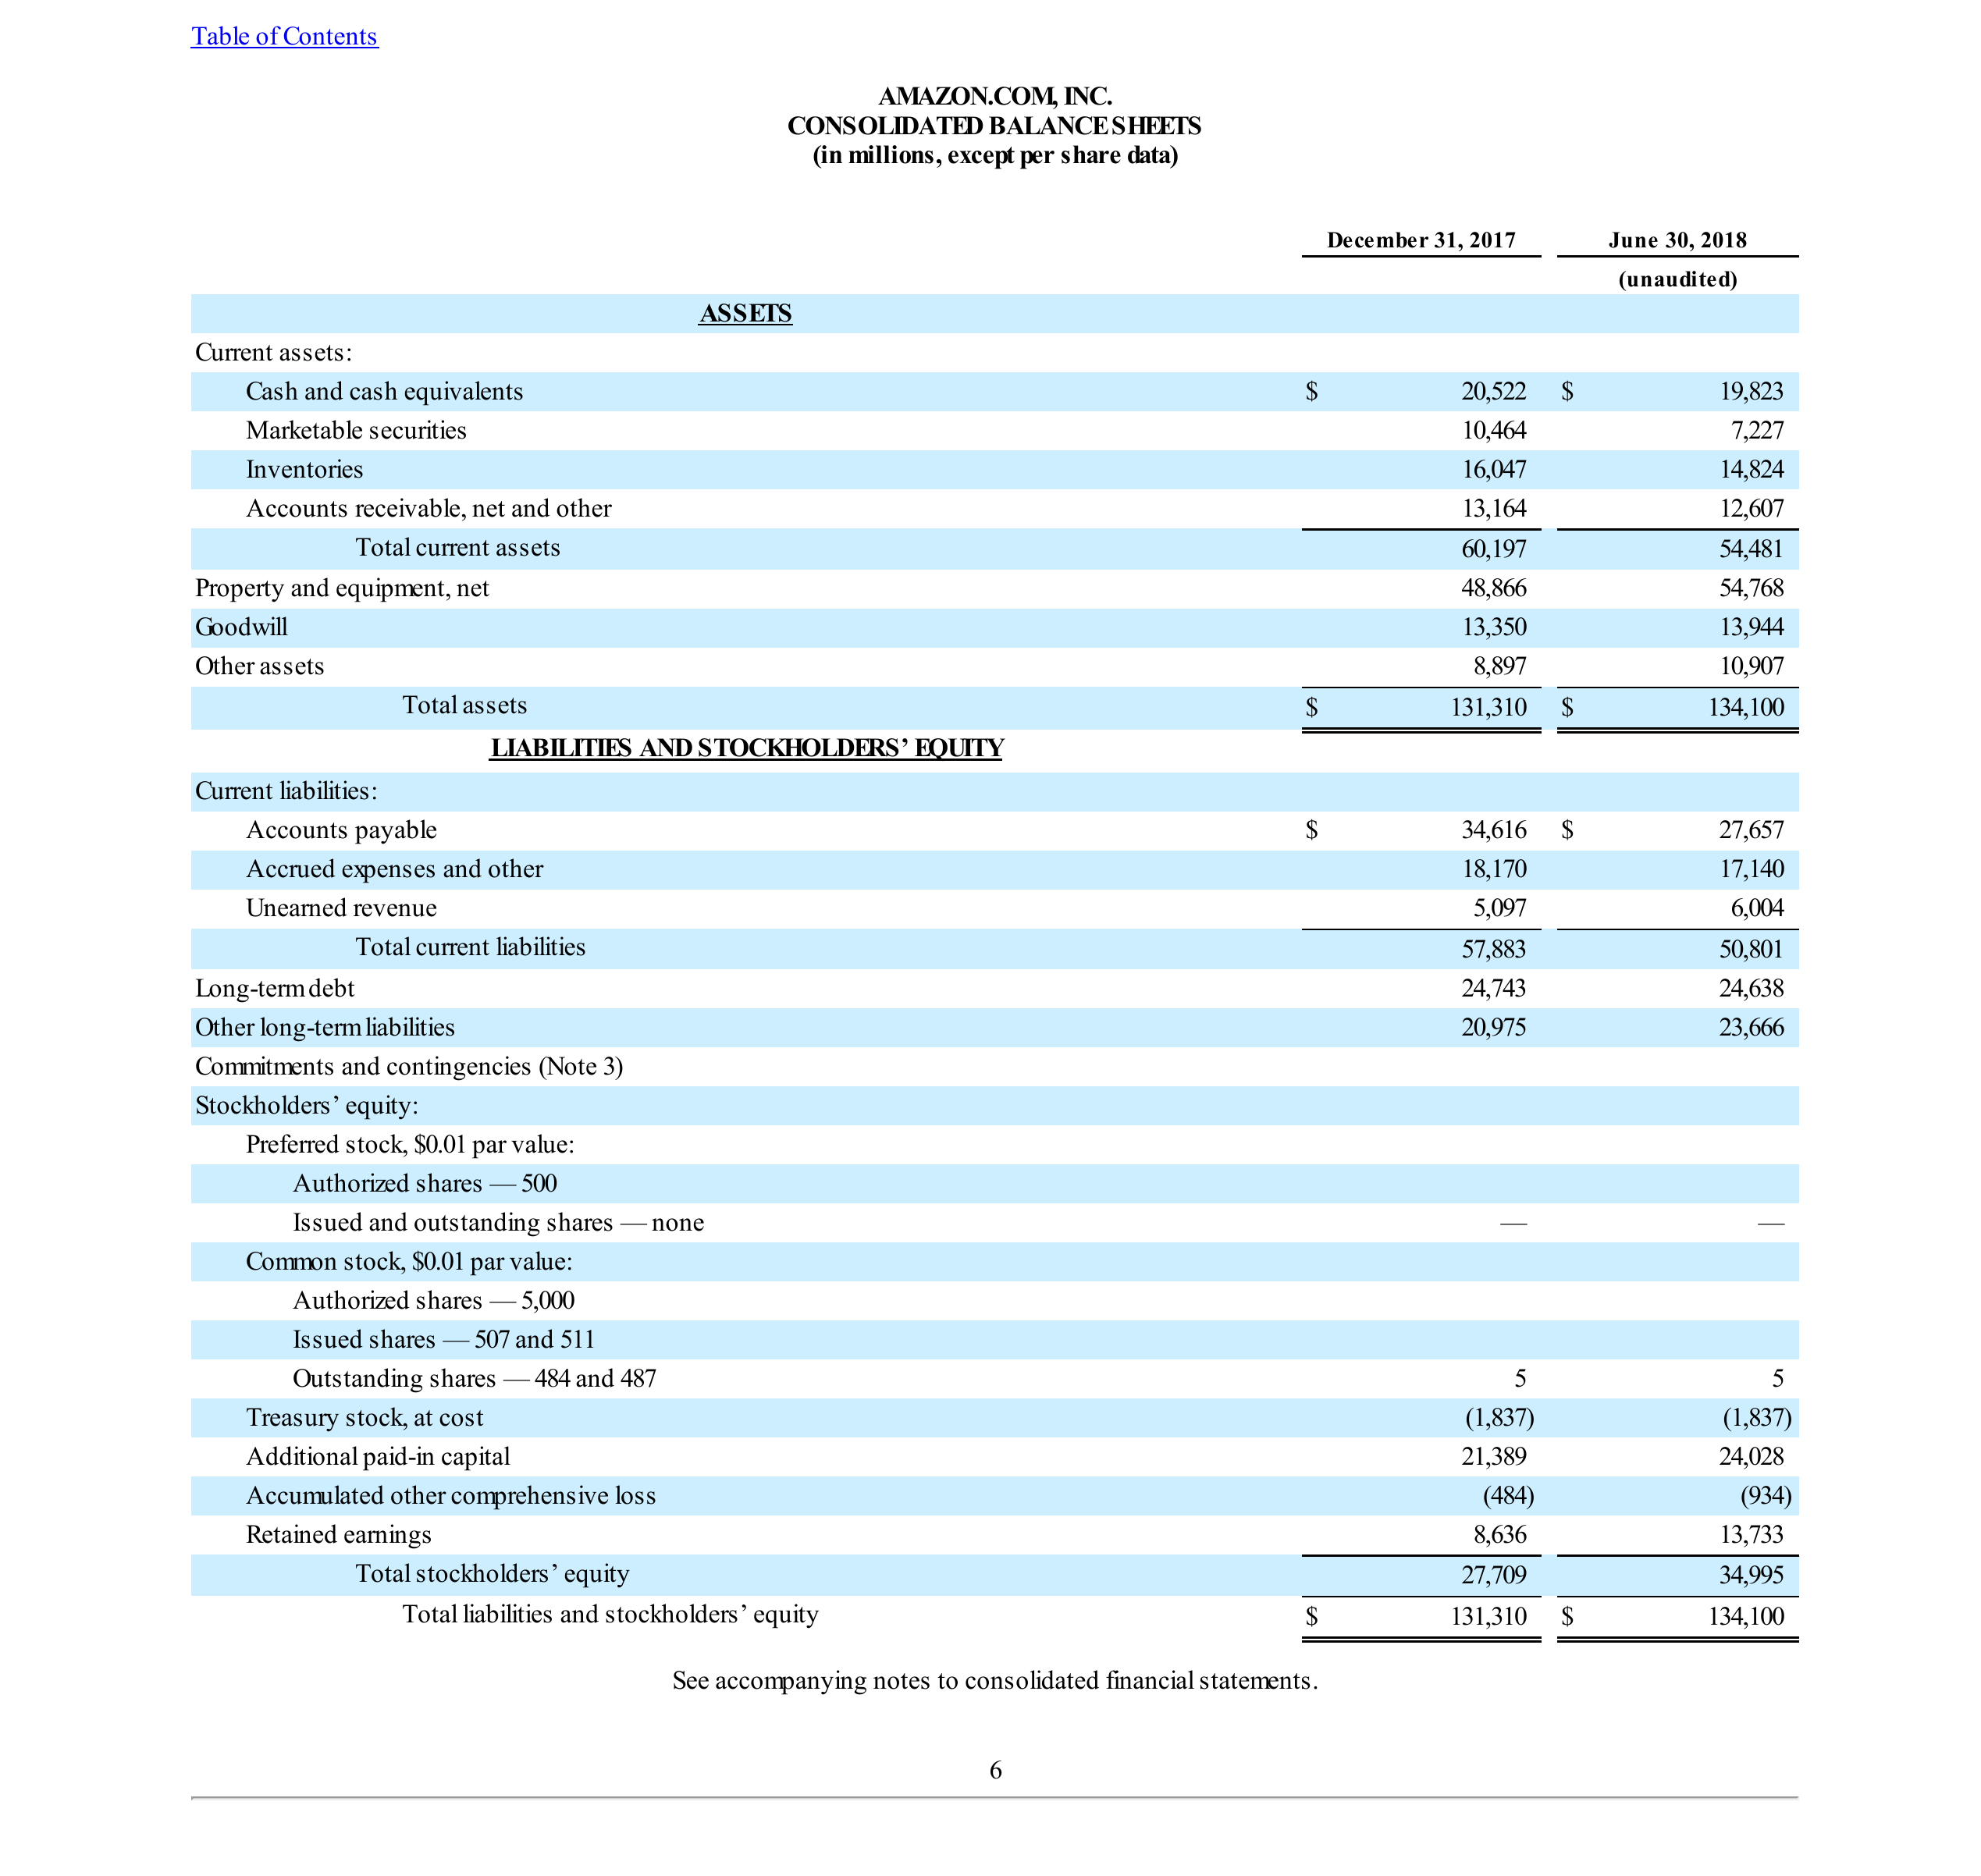 Table of Contents
AMAZON.COM, INC.
CONSOLIDATED BALANCE SHEETS
(in millions, except per share data)
December 31, 2017 June 30, 2018
(unaudited)
ASSETS
Current assets:
Cash and cash equivalents $ 20,522 $ 19,823
Marketable securities 10,464 7,227
Inventories 16,047 14,824
Accounts receivable, net and other 13,164 12,607
Total current assets 60,197 54,481
Property and equipment, net 48,866 54,768
Goodwill 13,350 13,944
Other assets 8,897 10,907
Total assets $ 131,310 $ 134,100
LIABILITIES AND STOCKHOLDERS’ EQUITY
Current liabilities:
Accounts payable $ 34,616 $ 27,657
Accrued expenses and other 18,170 17,140
Unearned revenue 5,097 6,004
Total current liabilities 57,883 50,801
Long-term debt 24,743 24,638
Other long-term liabilities 20,975 23,666
Commitments and contingencies (Note 3)
Stockholders’ equity:
Preferred stock, $0.01 par value:
Authorized shares — 500
Issued and outstanding shares — none — —
Common stock, $0.01 par value:
Authorized shares — 5,000
Issued shares — 507 and 511
Outstanding shares — 484 and 487 5 5
Treasury stock, at cost (1,837) (1,837)
Additional paid-in capital 21,389 24,028
Accumulated other comprehensive loss (484) (934)
Retained earnings 8,636 13,733
Total stockholders’ equity 27,709 34,995
Total liabilities and stockholders’ equity $ 131,310 $ 134,100
See accompanying notes to consolidated financial statements.
6